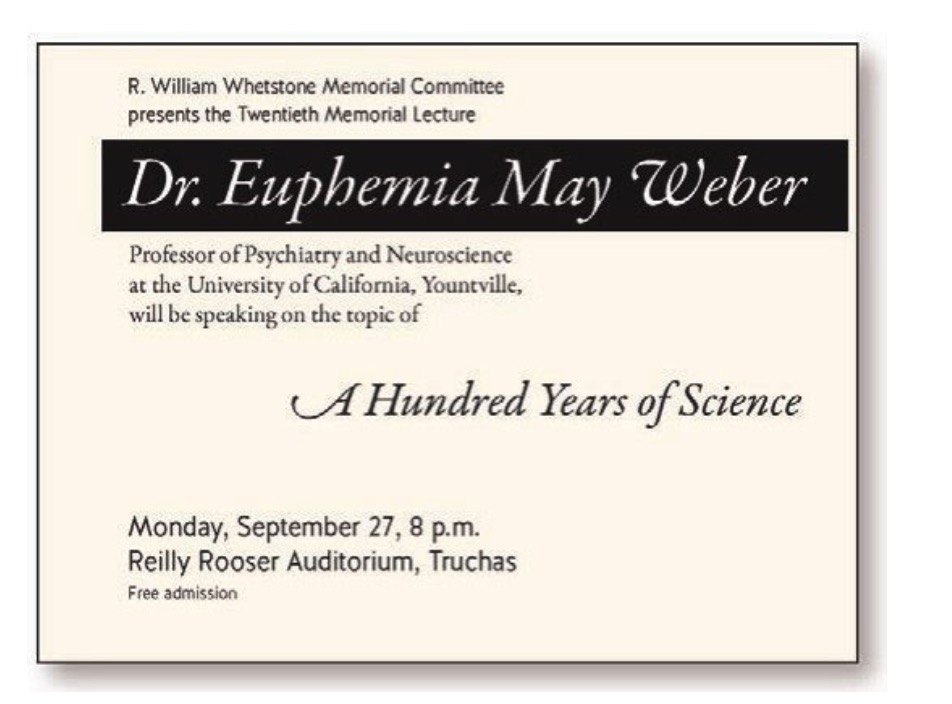 R. William Whetstone Memorial Committee
presents the Twentieth Memorial Lecture
Dr. Euphemia May Weber
Professor of Psychiatry and Neuroscience
at the University of California, Yountville,
will be speaking on the topic of
A Hundred Years of Science
Monday, September 27, 8 p.m.
Reilly Rooser Auditorium, Truchas
Free admission